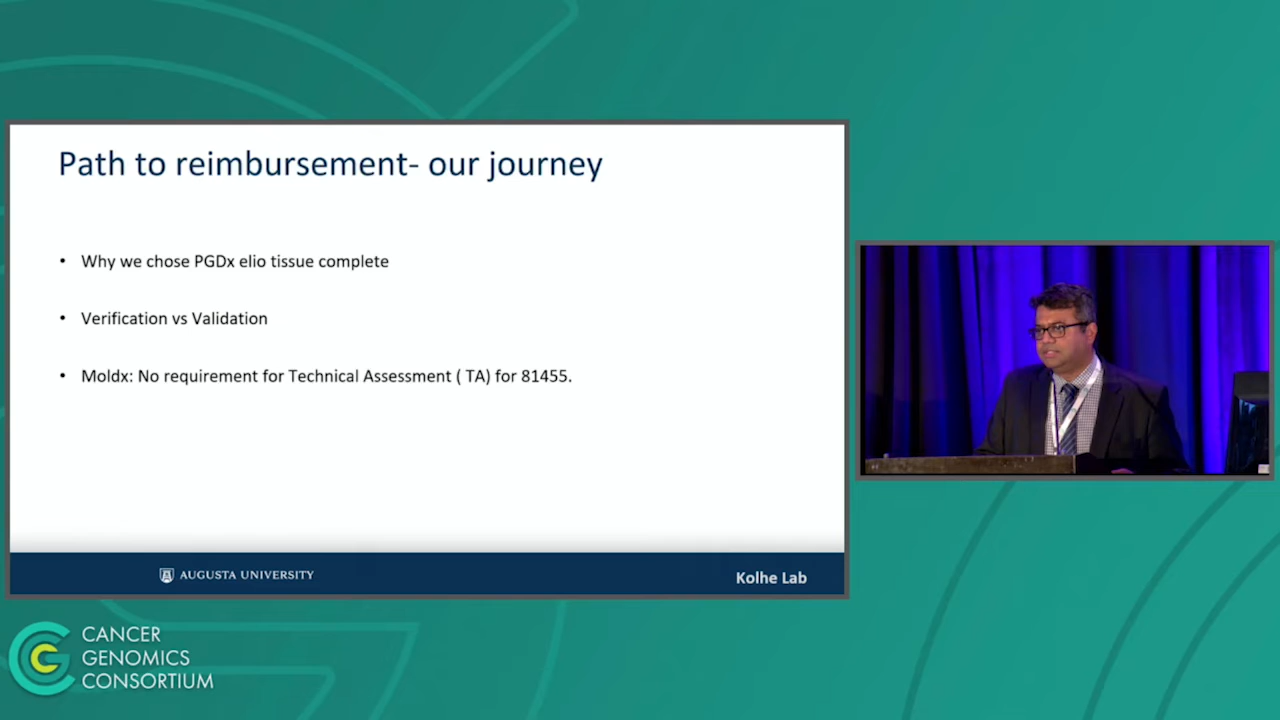 Path to reimbursement- our journey
• Why we chose PGDx elio tissue complete
• Verification vs Validation
• Moldx: No requirement for Technical Assessment ( TA) for 81455.
AUGUSTA UNIVERSITY
Kolhe Lab
CANCER
GENOMICS
CONSORTIUM